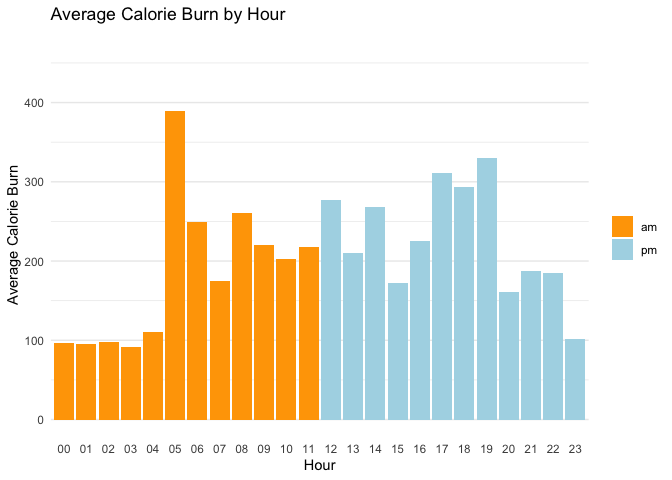 Average Calorie Burn by Hour
Average Calorie Burn
400
300
200
100
0
00 01 02 03 04 05 06 07 08 09 10 11 12 13 14 15 16 17 18 19 20 21 22 23
Hour
am
pm